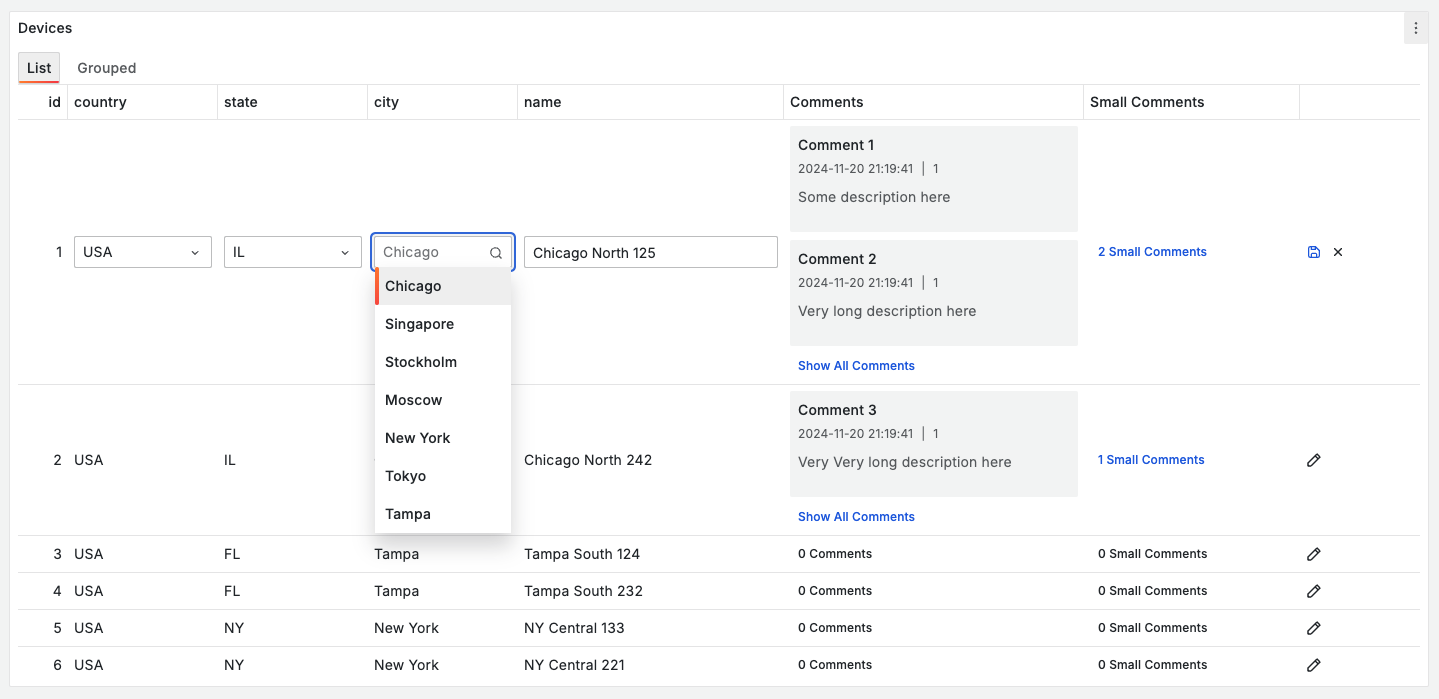 Devices
List Grouped
id country state city name Comments Small Comments
Comment 1
2024-11-20 21:19:41 | 1
Some description here
1 USA IL Chicago Chicago North 125 2 Small Comments
Comment 2
2024-11-20 21:19:41 | 1
Very long description here
Show All Comments
Chicago
Singapore
Stockholm
Moscow
New York
Tokyo
Tampa
Comment 3
2024-11-20 21:19:41 | 1
Very Very long description here
2 USA IL Chicago North 242 1 Small Comments
Show All Comments
3 USA FL Tampa Tampa South 124 0 Comments 0 Small Comments
4 USA FL Tampa Tampa South 232 0 Comments 0 Small Comments
5 USA NY New York NY Central 133 0 Comments 0 Small Comments
6 USA NY New York NY Central 221 0 Comments 0 Small Comments